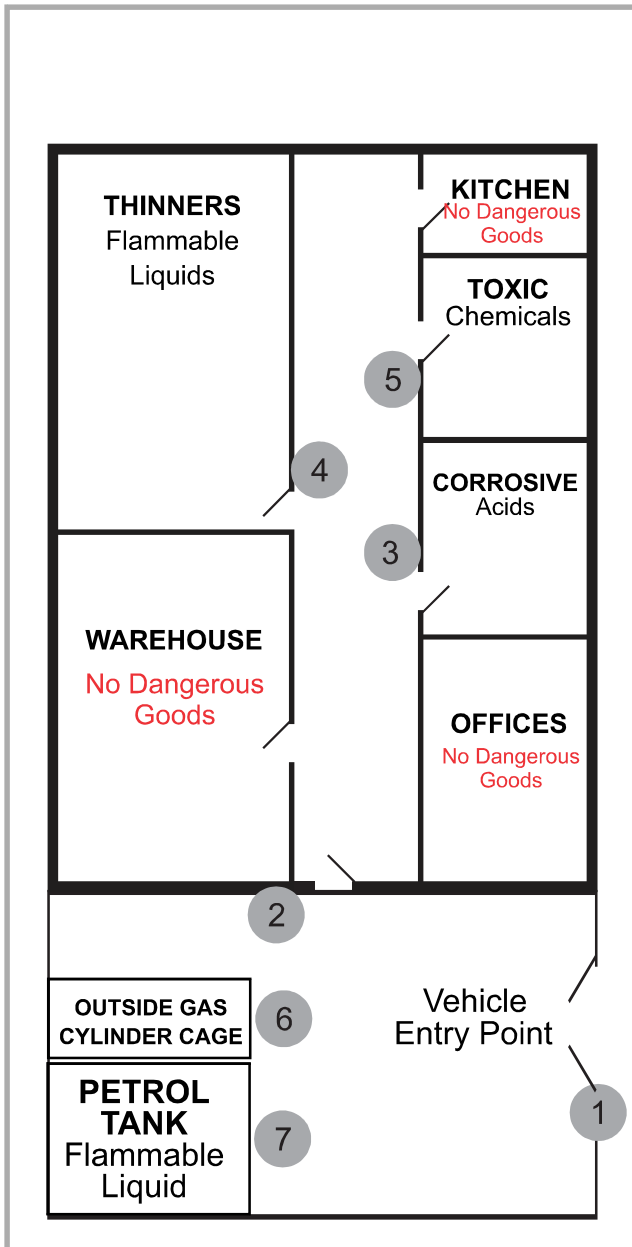 THINNERS
Flammable
Liquids
KITCHEN
No Dangerous
Goods
TOXIC
Chemicals
5
4
CORROSIVE
Acids
3
WAREHOUSE
No Dangerous
Goods
OFFICES
No Dangerous
Goods
2
OUTSIDE GAS
CYLINDER CAGE
6
Vehicle
Entry Point
PETROL
TANK
Flammable
Liquid
7
1